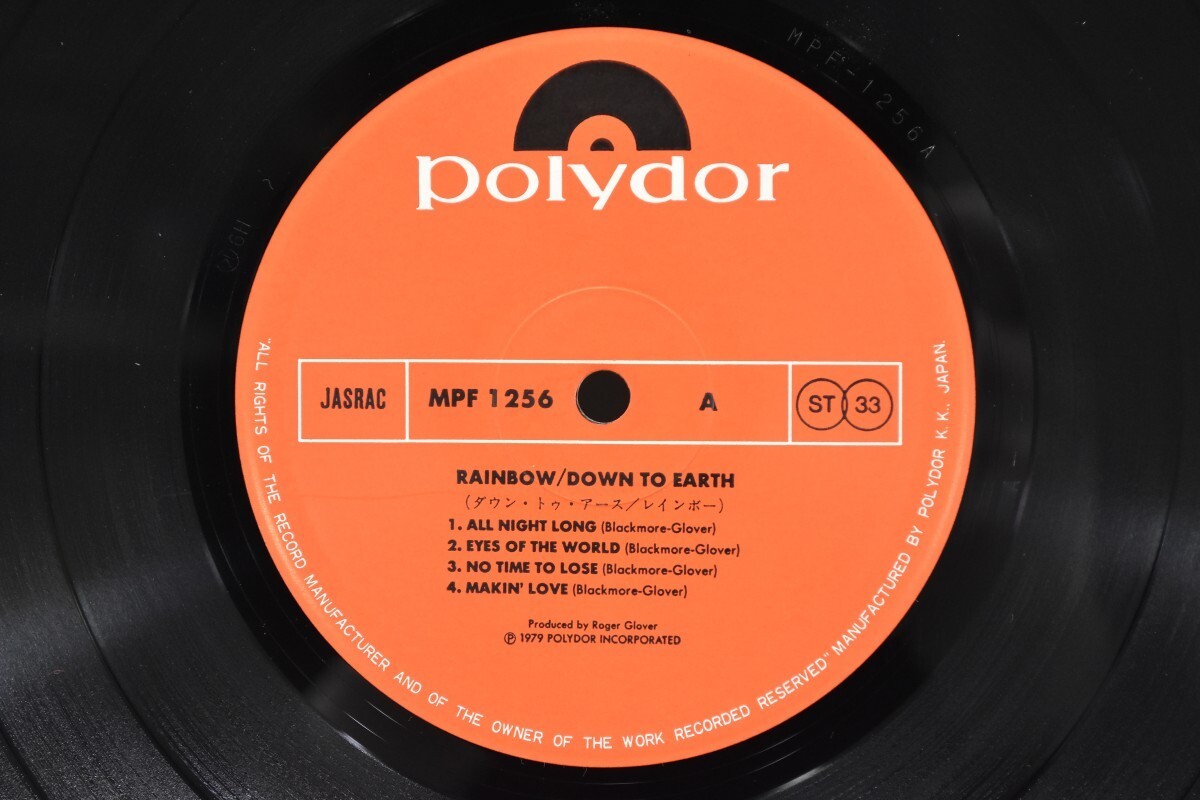 polydor
MPF-1256A
JASRAC
MPF 1256
A
ST 33
RAINBOW/DOWN TO EARTH
(ダウン・トゥ・アース/レインボー)
1. ALL NIGHT LONG (Blackmore-Glover)
2. EYES OF THE WORLD (Blackmore-Glover)
3. NO TIME TO LOSE (Blackmore-Glover)
4. MAKIN' LOVE (Blackmore-Glover)
Produced by Roger Glover
Ⓟ 1979 POLYDOR INCORPORATED
"ALL RIGHTS OF THE RECORD MANUFACTURER AND OF THE OWNER OF THE WORK RECORDED RESERVED" MANUFACTURED BY POLYDOR K. K., JAPAN.